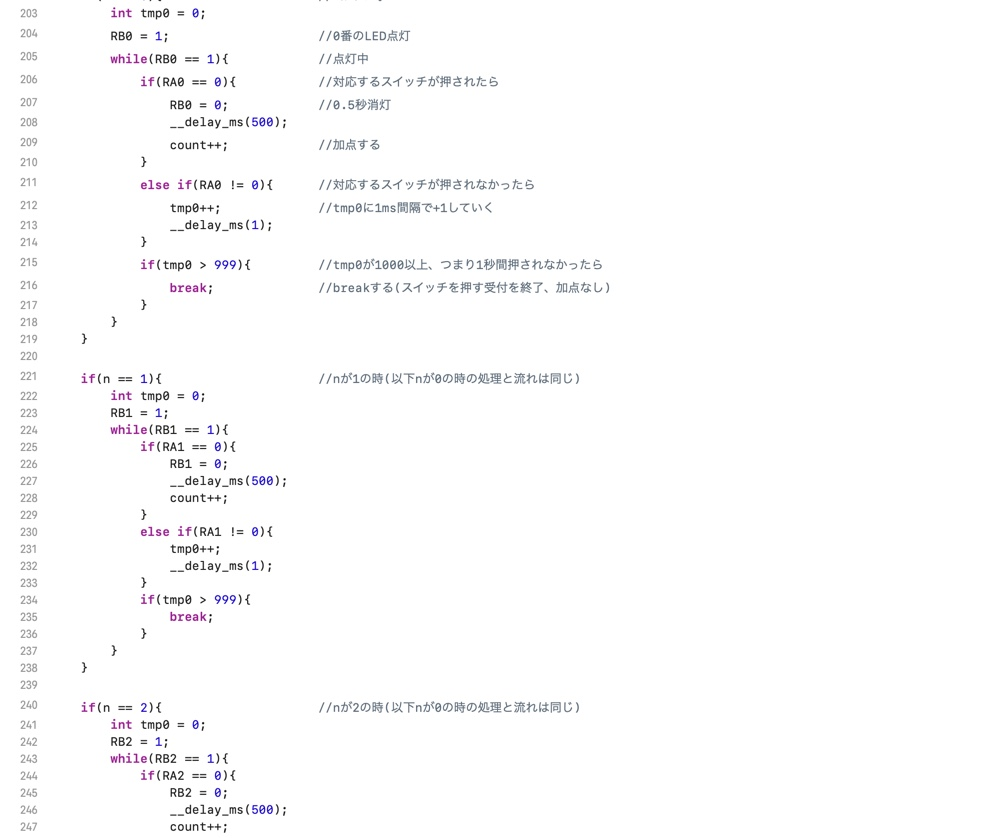 203 int tmp0 = 0;
204 RB0 = 1; //0番のLED点灯
205 while(RB0 == 1){ //点灯中
206 if(RA0 == 0){ //対応するスイッチが押されたら
207 RB0 = 0; //0.5秒消灯
208 __delay_ms(500);
209 count++; //加点する
210 }
211 else if(RA0 != 0){ //対応するスイッチが押されなかったら
212 tmp0++; //tmp0に1ms間隔で+1していく
213 __delay_ms(1);
214 }
215 if(tmp0 > 999){ //tmp0が1000以上、つまり1秒間押されなかったら
216 break; //breakする(スイッチを押す受付を終了、加点なし)
217 }
218 }
219 }
220
221 if(n == 1){ //nが1の時(以下nが0の時の処理と流れは同じ)
222 int tmp0 = 0;
223 RB1 = 1;
224 while(RB1 == 1){
225 if(RA1 == 0){
226 RB1 = 0;
227 __delay_ms(500);
228 count++;
229 }
230 else if(RA1 != 0){
231 tmp0++;
232 __delay_ms(1);
233 }
234 if(tmp0 > 999){
235 break;
236 }
237 }
238 }
239
240 if(n == 2){ //nが2の時(以下nが0の時の処理と流れは同じ)
241 int tmp0 = 0;
242 RB2 = 1;
243 while(RB2 == 1){
244 if(RA2 == 0){
245 RB2 = 0;
246 __delay_ms(500);
247 count++;